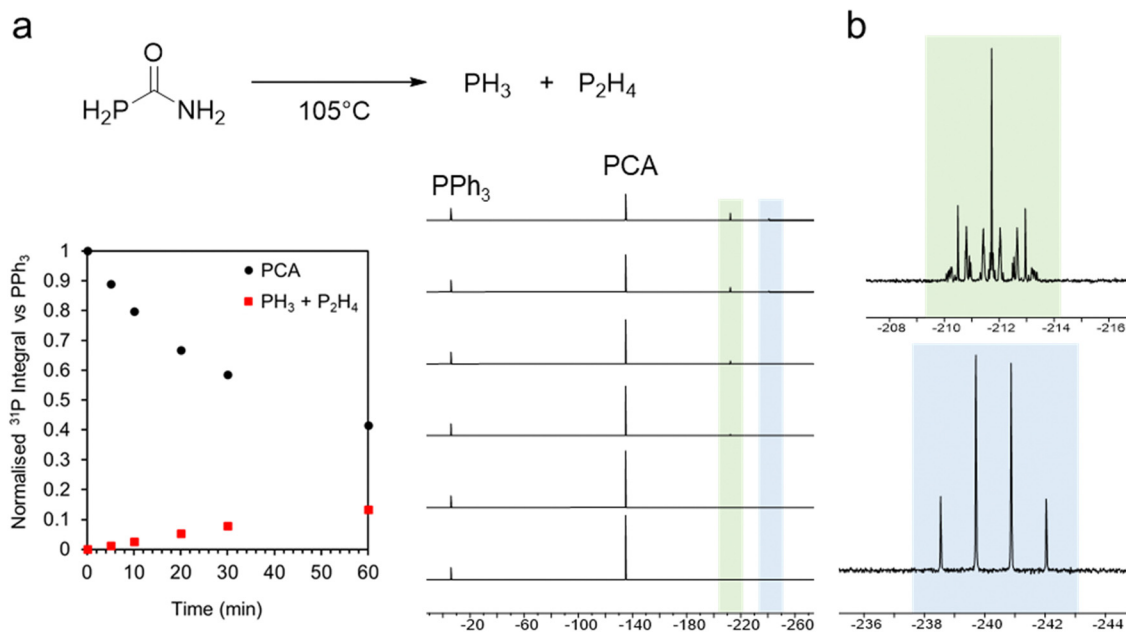 a
O
H₂P
NH₂
105°C
PH₃ + P₂H₄
PPh₃
PCA
Normalised ³¹P Integral vs PPh₃
1
0.9
0.8
0.7
0.6
0.5
0.4
0.3
0.2
0.1
0
PCA
PH₃ + P₂H₄
0 10 20 30 40 50 60
Time (min)
-20 -60 -100 -140 -180 -220 -260
b
-208 -210 -212 -214 -216
-236 -238 -240 -242 -244